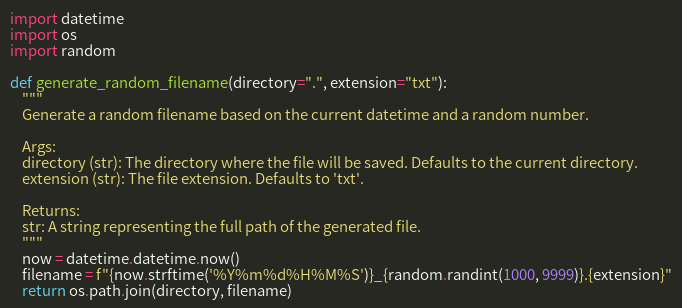 import datetime
import os
import random

def generate_random_filename(directory=".", extension="txt"):
    """
    Generate a random filename based on the current datetime and a random number.

    Args:
    directory (str): The directory where the file will be saved. Defaults to the current directory.
    extension (str): The file extension. Defaults to 'txt'.

    Returns:
    str: A string representing the full path of the generated file.
    """
    now = datetime.datetime.now()
    filename = f"{now.strftime('%Y%m%d%H%M%S')}_{random.randint(1000, 9999)}.{extension}"
    return os.path.join(directory, filename)